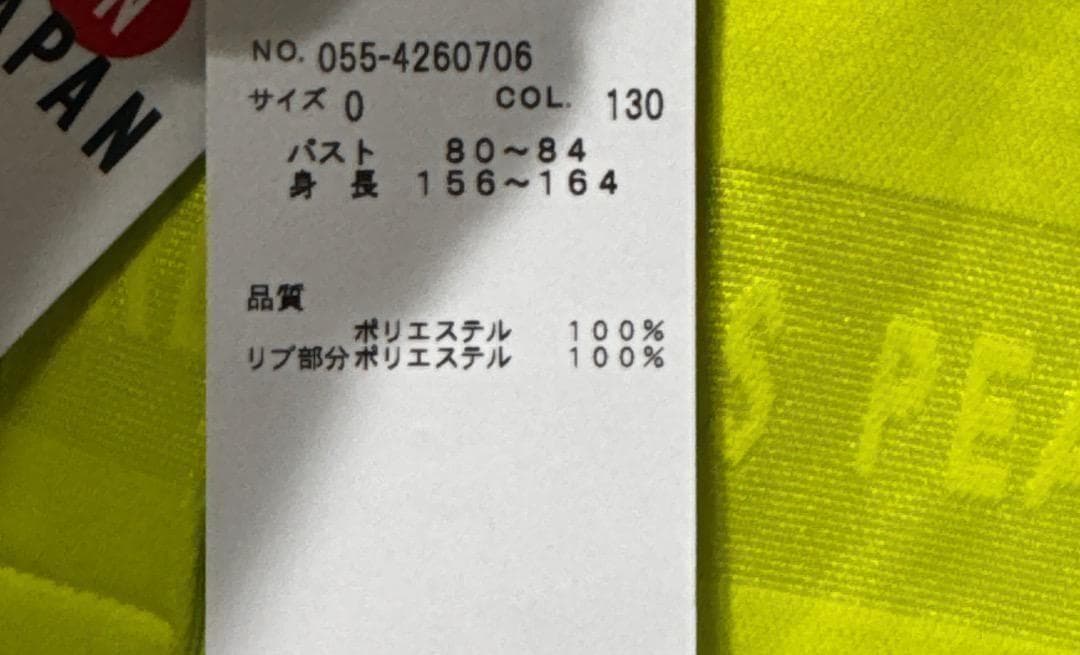 N
APAN
NO. 055-4260706
サイズ 0 COL. 130
バスト 80~84
身長 156~164
品質
ポリエステル 100%
リブ部分ポリエステル 100%
S PEA